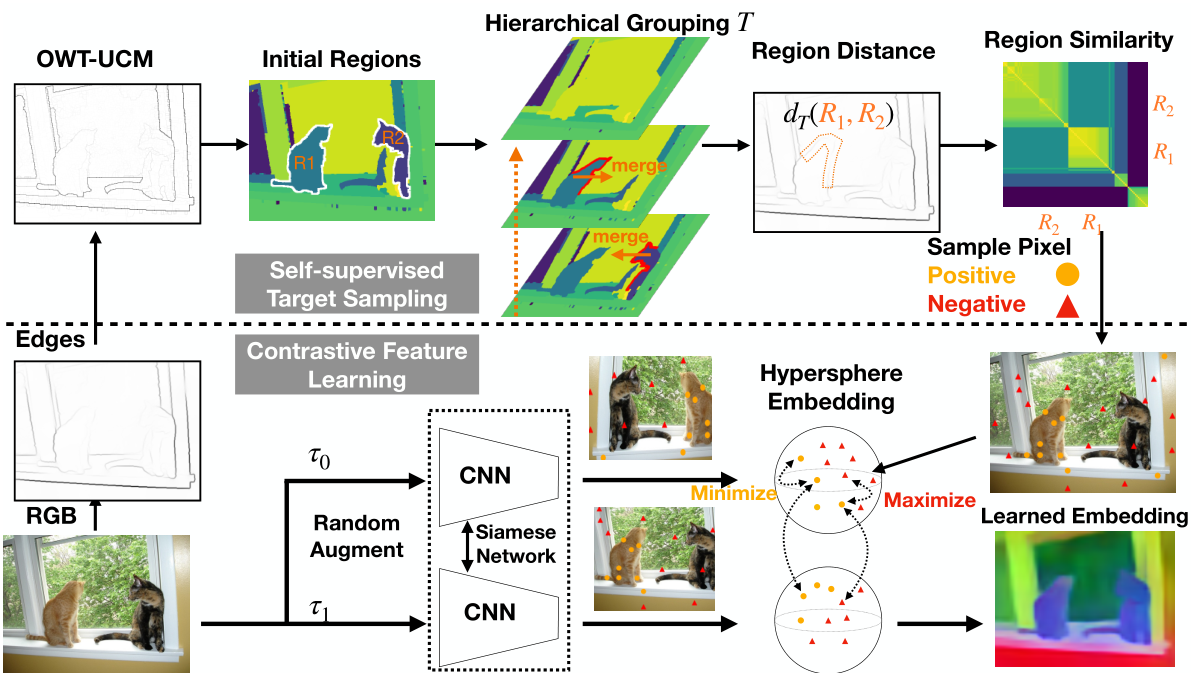 Hierarchical Grouping T
OWT-UCM
Initial Regions
Region Distance
Region Similarity
R1
R2
merge
merge
d_T(R_1, R_2)
R_2
R_1
R_2
R_1
Self-supervised
Target Sampling
Sample Pixel
Positive
Negative
Edges
Contrastive Feature
Learning
Hypersphere
Embedding
τ_0
CNN
Minimize
Maximize
RGB
Random
Augment
Siamese
Network
Learned Embedding
τ_1
CNN